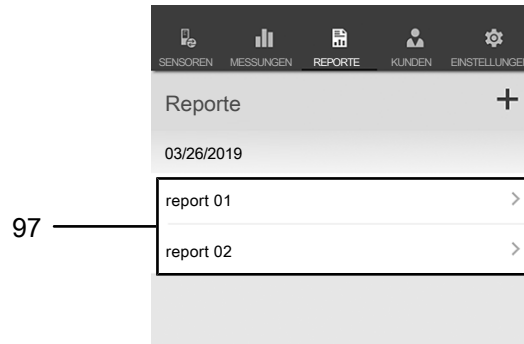 SENSOREN MESSUNGEN REPORTE KUNDEN EINSTELLUNGEN
Reporte +
03/26/2019
report 01 >
97
report 02 >